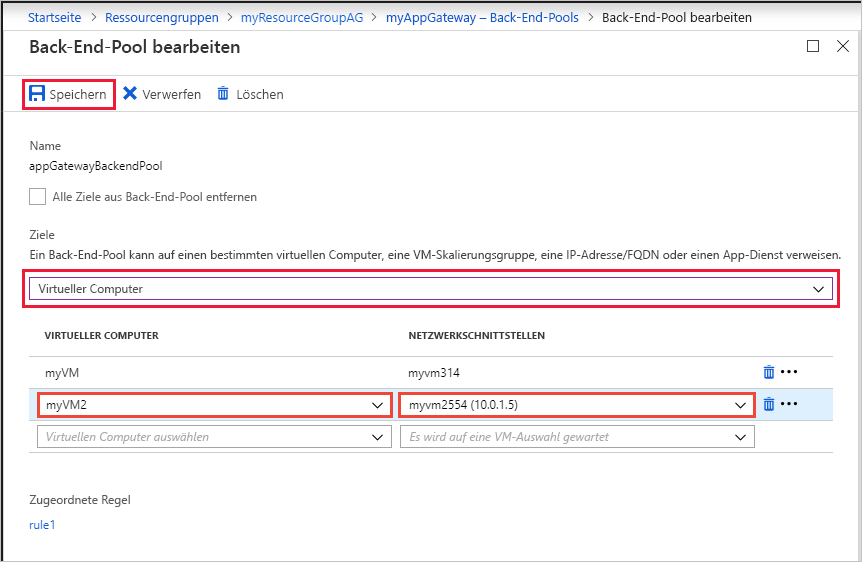 Startseite > Ressourcengruppen > myResourceGroupAG > myAppGateway – Back-End-Pools > Back-End-Pool bearbeiten
Back-End-Pool bearbeiten
Speichern Verwerfen Löschen
Name
appGatewayBackendPool
Alle Ziele aus Back-End-Pool entfernen
Ziele
Ein Back-End-Pool kann auf einen bestimmten virtuellen Computer, eine VM-Skalierungsgruppe, eine IP-Adresse/FQDN oder einen App-Dienst verweisen.
Virtueller Computer
VIRTUELLER COMPUTER NETZWERKSCHNITTSTELLEN
myVM myvm314
myVM2 myvm2554 (10.0.1.5)
Virtuellen Computer auswählen Es wird auf eine VM-Auswahl gewartet
Zugeordnete Regel
rule1